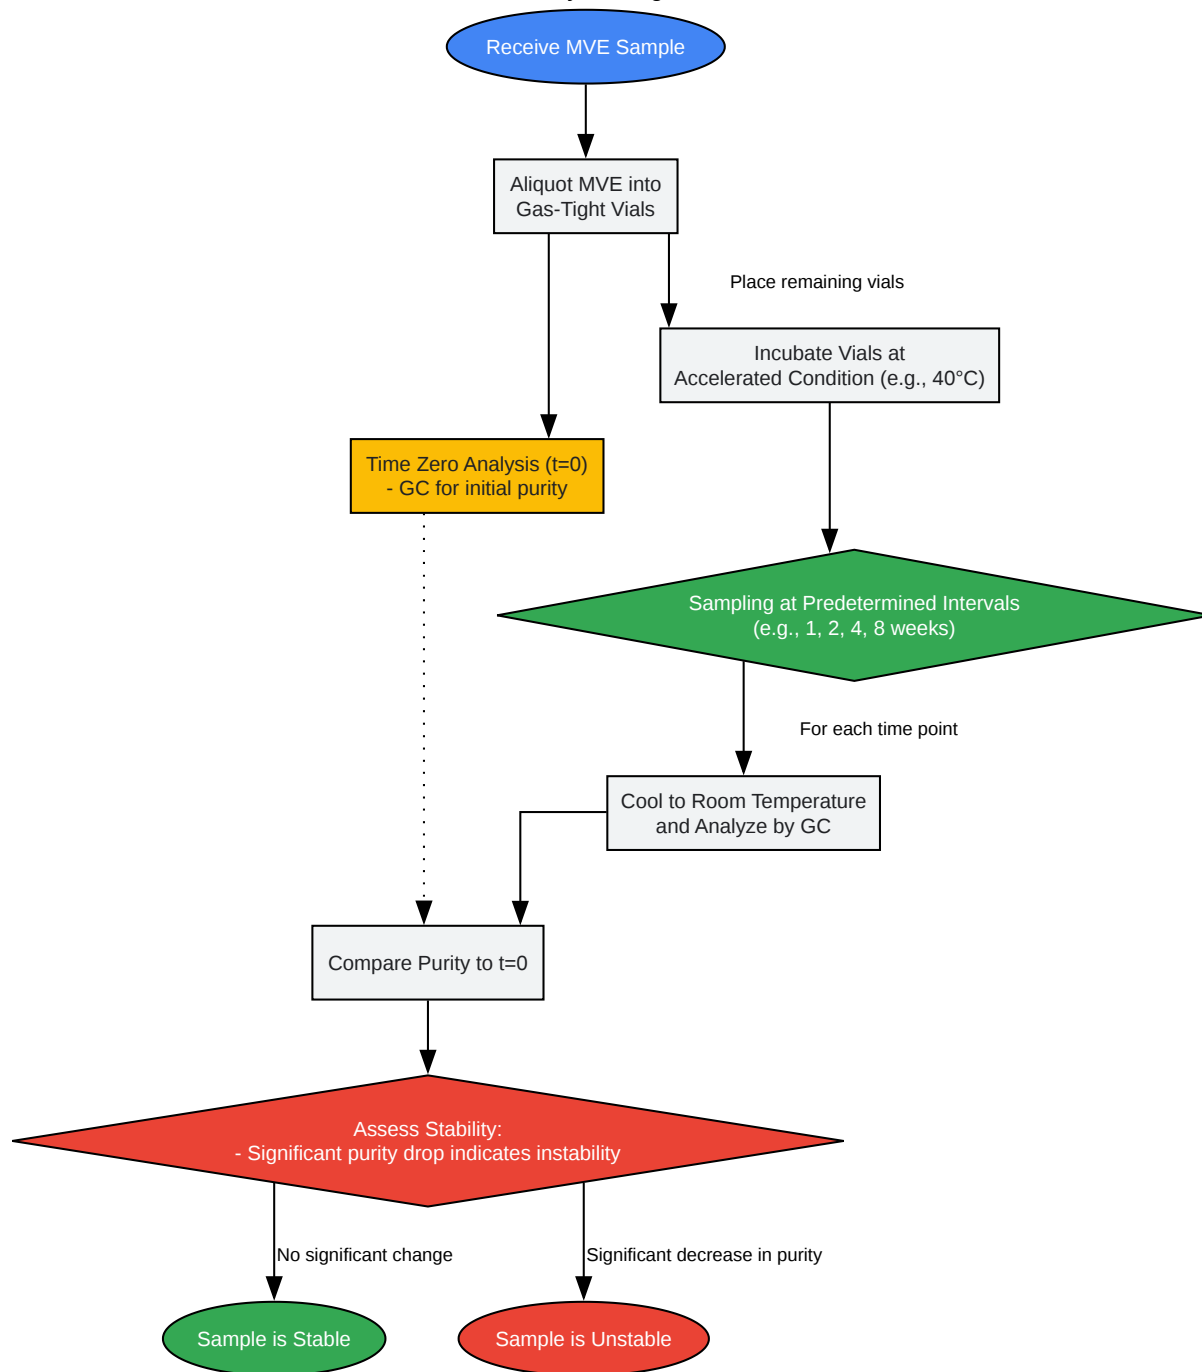 Receive MVE Sample
Aliquot MVE into
Gas-Tight Vials
Place remaining vials
Incubate Vials at
Accelerated Condition (e.g., 40°C)
Time Zero Analysis (t=0)
- GC for initial purity
Sampling at Predetermined Intervals
(e.g., 1, 2, 4, 8 weeks)
For each time point
Cool to Room Temperature
and Analyze by GC
Compare Purity to t=0
Assess Stability:
- Significant purity drop indicates instability
No significant change
Significant decrease in purity
Sample is Stable
Sample is Unstable